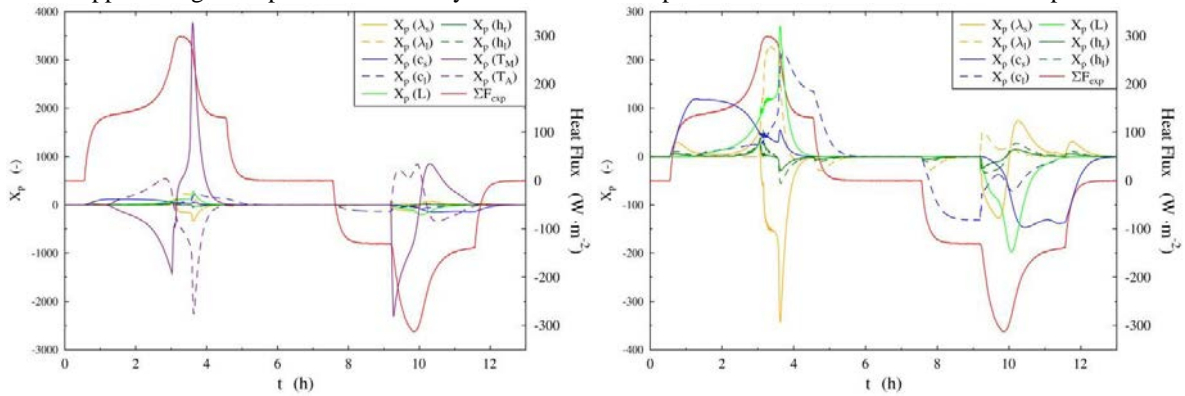 4000
3000
2000
1000
0
-1000
-2000
-3000
X_p (-)
X_p (λ_s) X_p (h_r)
X_p (λ_l) X_p (h_l)
X_p (c_s) X_p (T_M)
X_p (c_l) X_p (T_A)
X_p (L) ΣF_exp
300
200
100
0
-100
-200
-300
Heat Flux (W·m⁻²)
0 2 4 6 8 10 12
t (h)
300
200
100
0
-100
-200
-300
-400
X_p (-)
X_p (λ_s) X_p (L)
X_p (λ_l) X_p (h_r)
X_p (c_s) X_p (h_l)
X_p (c_l) ΣF_exp
300
200
100
0
-100
-200
-300
Heat Flux (W·m⁻²)
0 2 4 6 8 10 12
t (h)